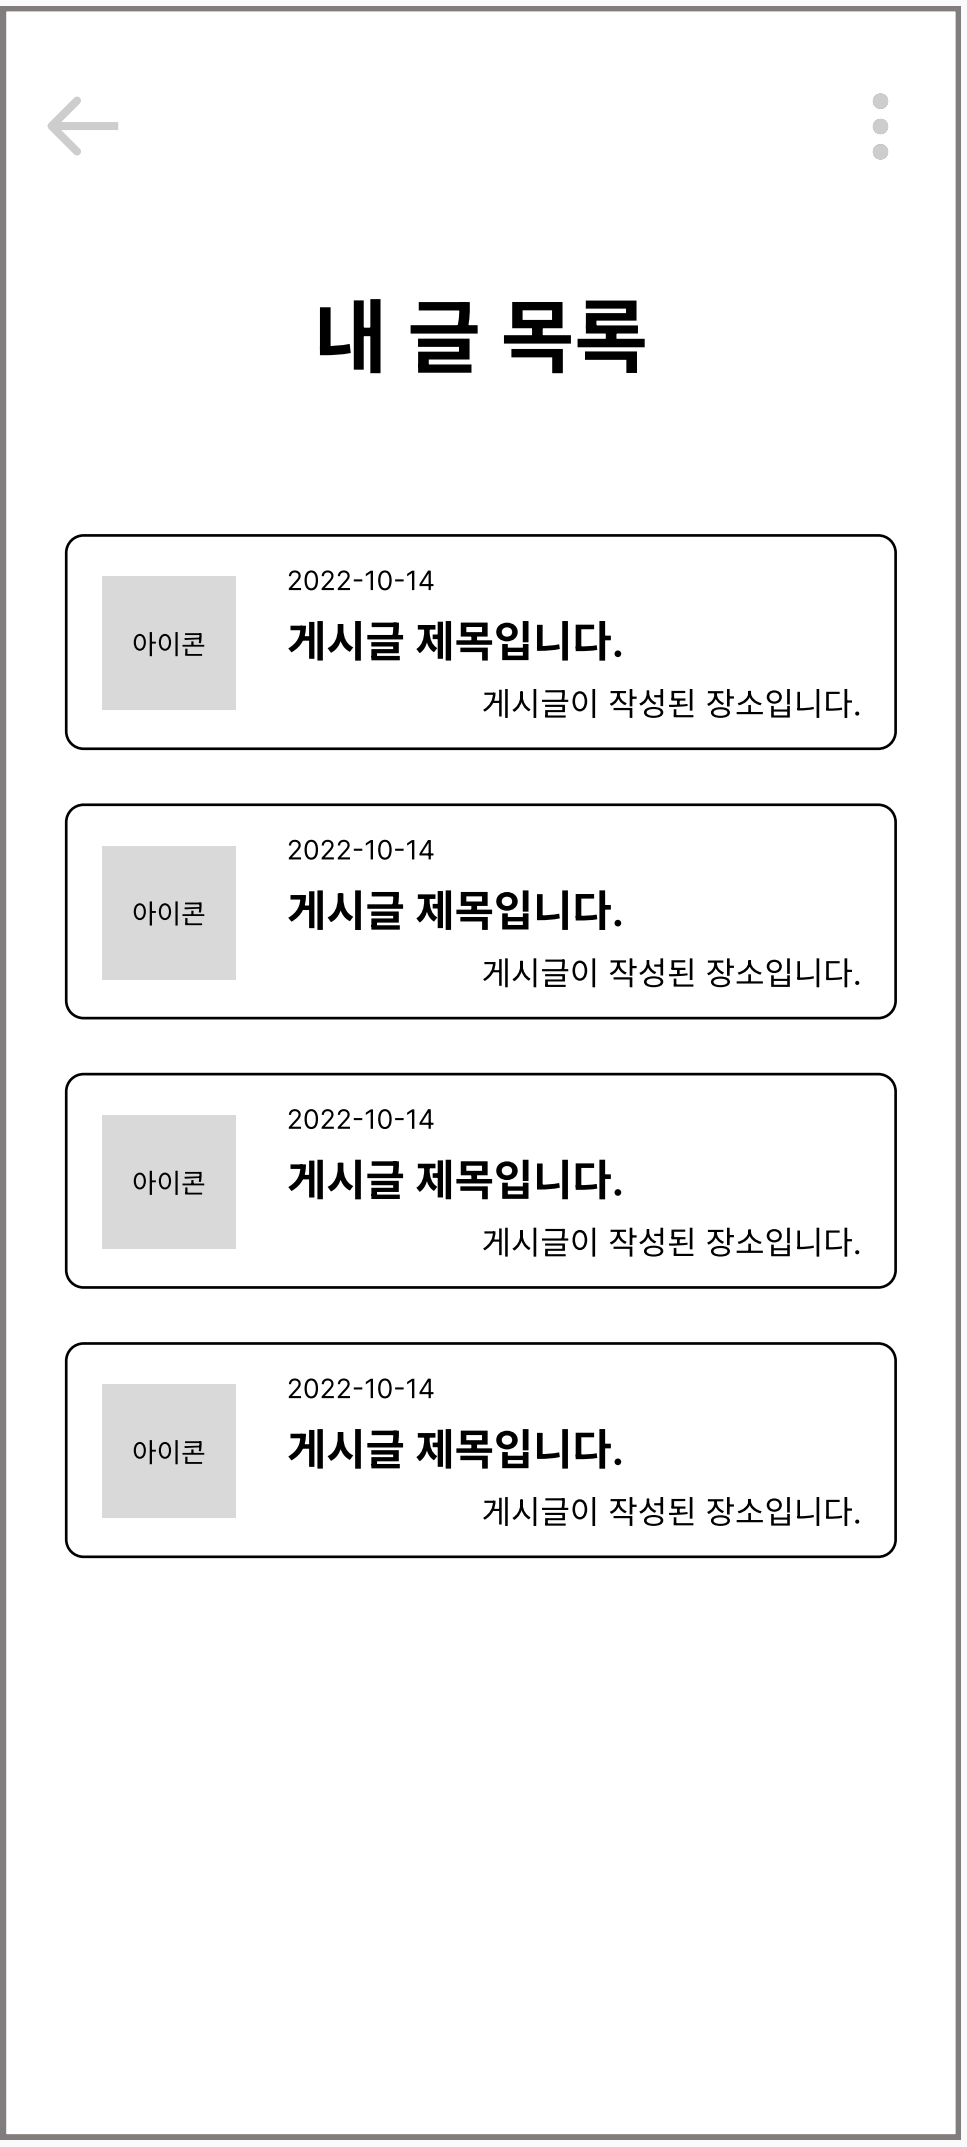 내 글 목록
2022-10-14
아이콘
게시글 제목입니다.
게시글이 작성된 장소입니다.
2022-10-14
아이콘
게시글 제목입니다.
게시글이 작성된 장소입니다.
2022-10-14
아이콘
게시글 제목입니다.
게시글이 작성된 장소입니다.
2022-10-14
아이콘
게시글 제목입니다.
게시글이 작성된 장소입니다.